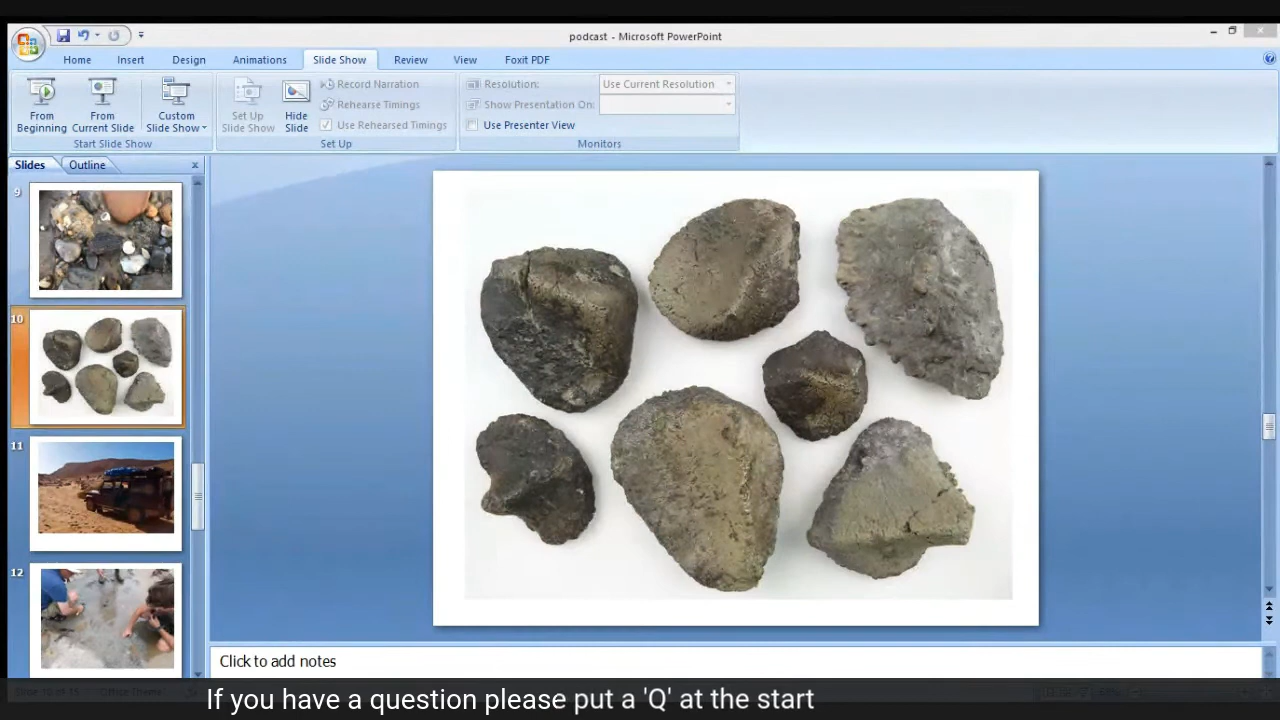 podcast - Microsoft PowerPoint
Home Insert Design Animations Slide Show Review View Foxit PDF
From Beginning
From Current Slide
Custom Slide Show
Start Slide Show
Set Up Slide Show
Hide Slide
Record Narration
Rehearse Timings
Use Rehearsed Timings
Set Up
Resolution: Use Current Resolution
Show Presentation On:
Use Presenter View
Monitors
Slides Outline x
9
10
11
12
Click to add notes
If you have a question please put a 'Q' at the start